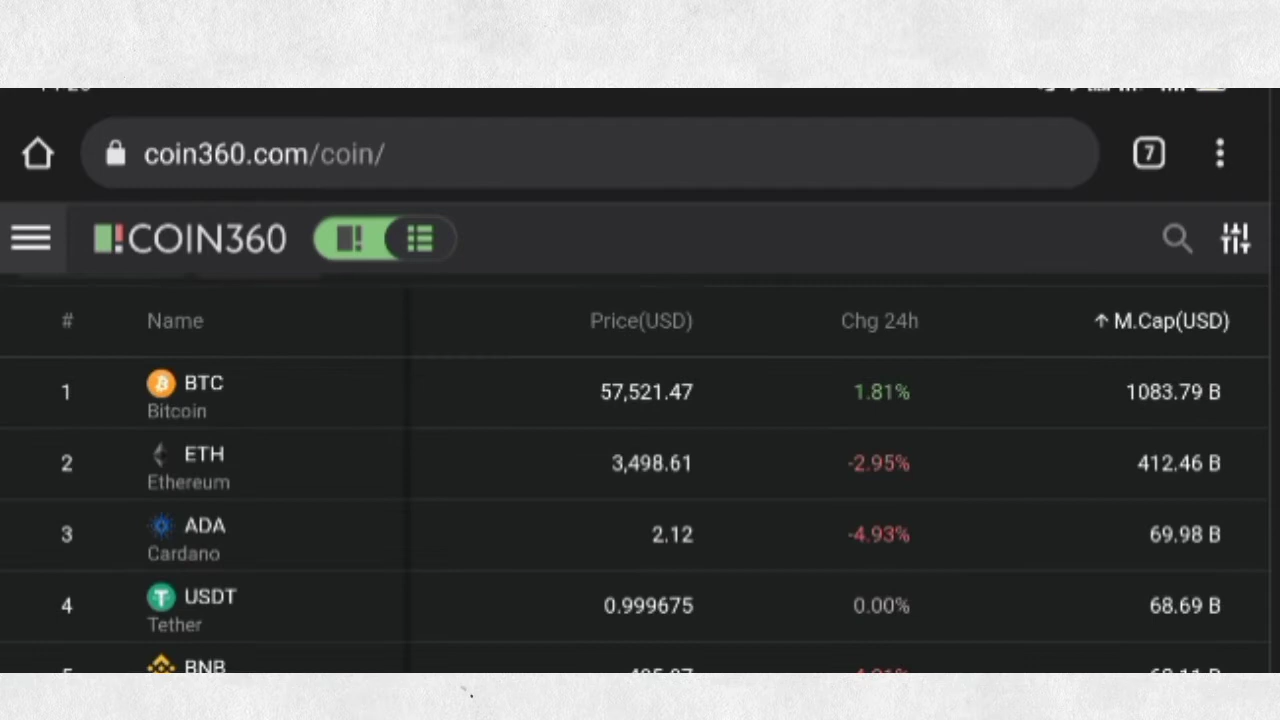 coin360.com/coin/
7
COIN360
# Name Price(USD) Chg 24h ↑ M.Cap(USD)
1 BTC 57,521.47 1.81% 1083.79 B
Bitcoin
2 ETH 3,498.61 -2.95% 412.46 B
Ethereum
3 ADA 2.12 -4.93% 69.98 B
Cardano
4 USDT 0.999675 0.00% 68.69 B
Tether
BNB